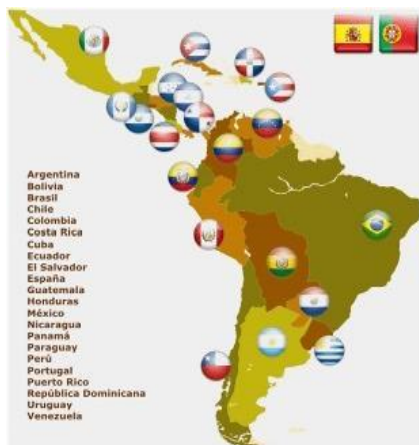 Argentina
Bolivia
Brasil
Chile
Colombia
Costa Rica
Cuba
Ecuador
El Salvador
España
Guatemala
Honduras
México
Nicaragua
Panamá
Paraguay
Perú
Portugal
Puerto Rico
República Dominicana
Uruguay
Venezuela